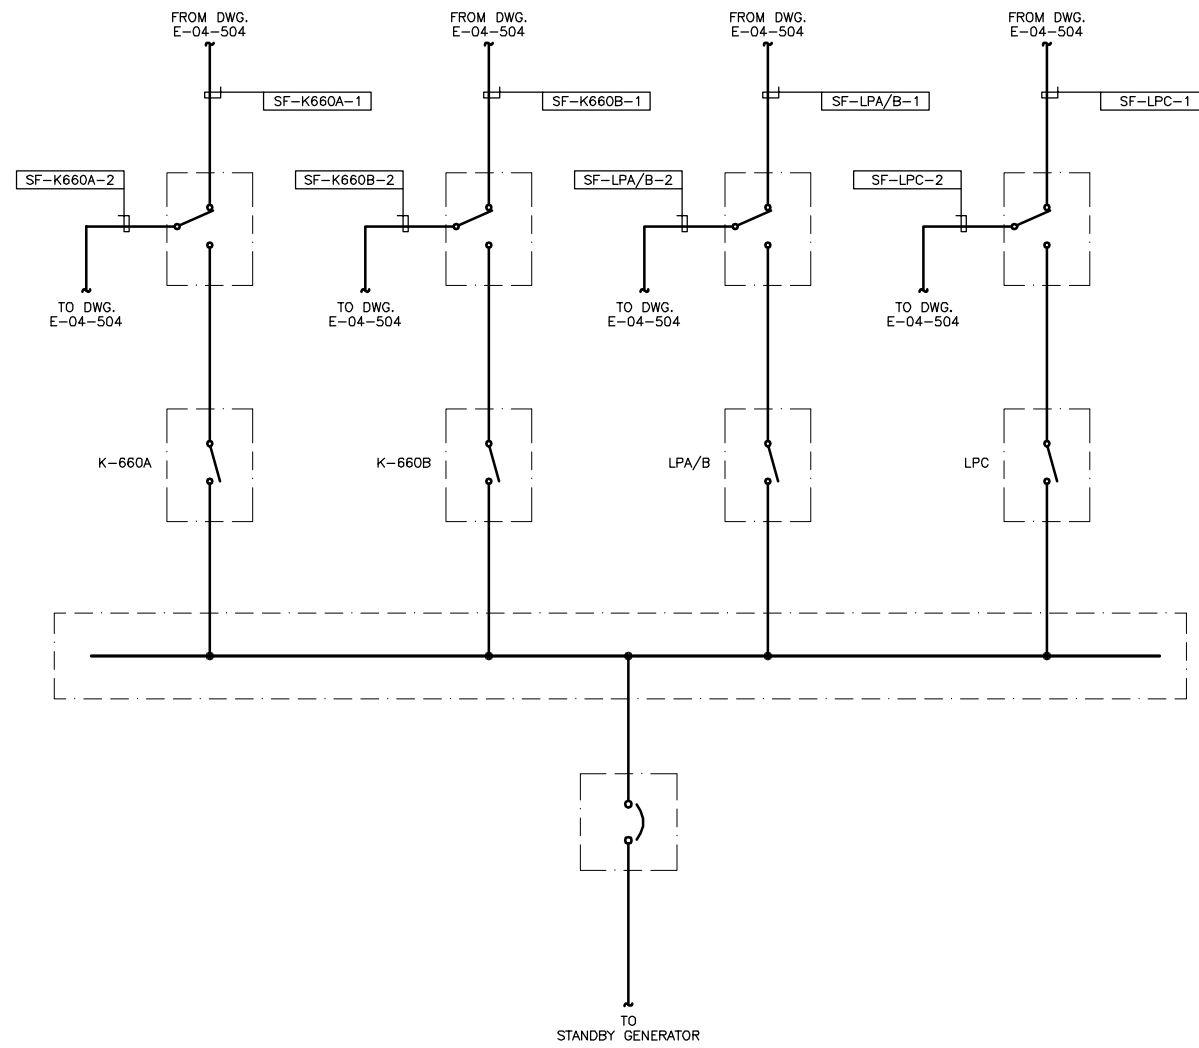 FROM DWG.
E-04-504
FROM DWG.
E-04-504
FROM DWG.
E-04-504
FROM DWG.
E-04-504
SF-K660A-1
SF-K660B-1
SF-LPA/B-1
SF-LPC-1
SF-K660A-2
SF-K660B-2
SF-LPA/B-2
SF-LPC-2
TO DWG.
E-04-504
TO DWG.
E-04-504
TO DWG.
E-04-504
TO DWG.
E-04-504
K-660A
K-660B
LPA/B
LPC
TO
STANDBY GENERATOR